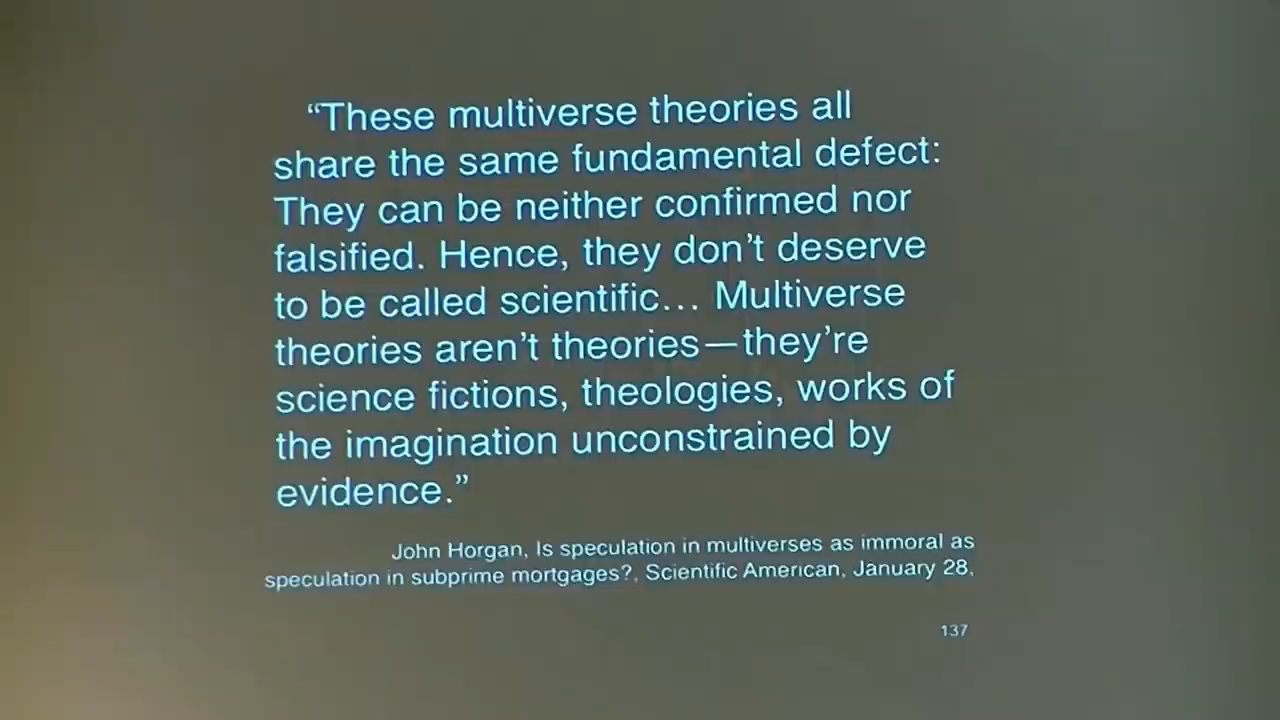 “These multiverse theories all
share the same fundamental defect:
They can be neither confirmed nor
falsified. Hence, they don’t deserve
to be called scientific… Multiverse
theories aren’t theories—they’re
science fictions, theologies, works of
the imagination unconstrained by
evidence.”
John Horgan, Is speculation in multiverses as immoral as
speculation in subprime mortgages?, Scientific American, January 28,
137